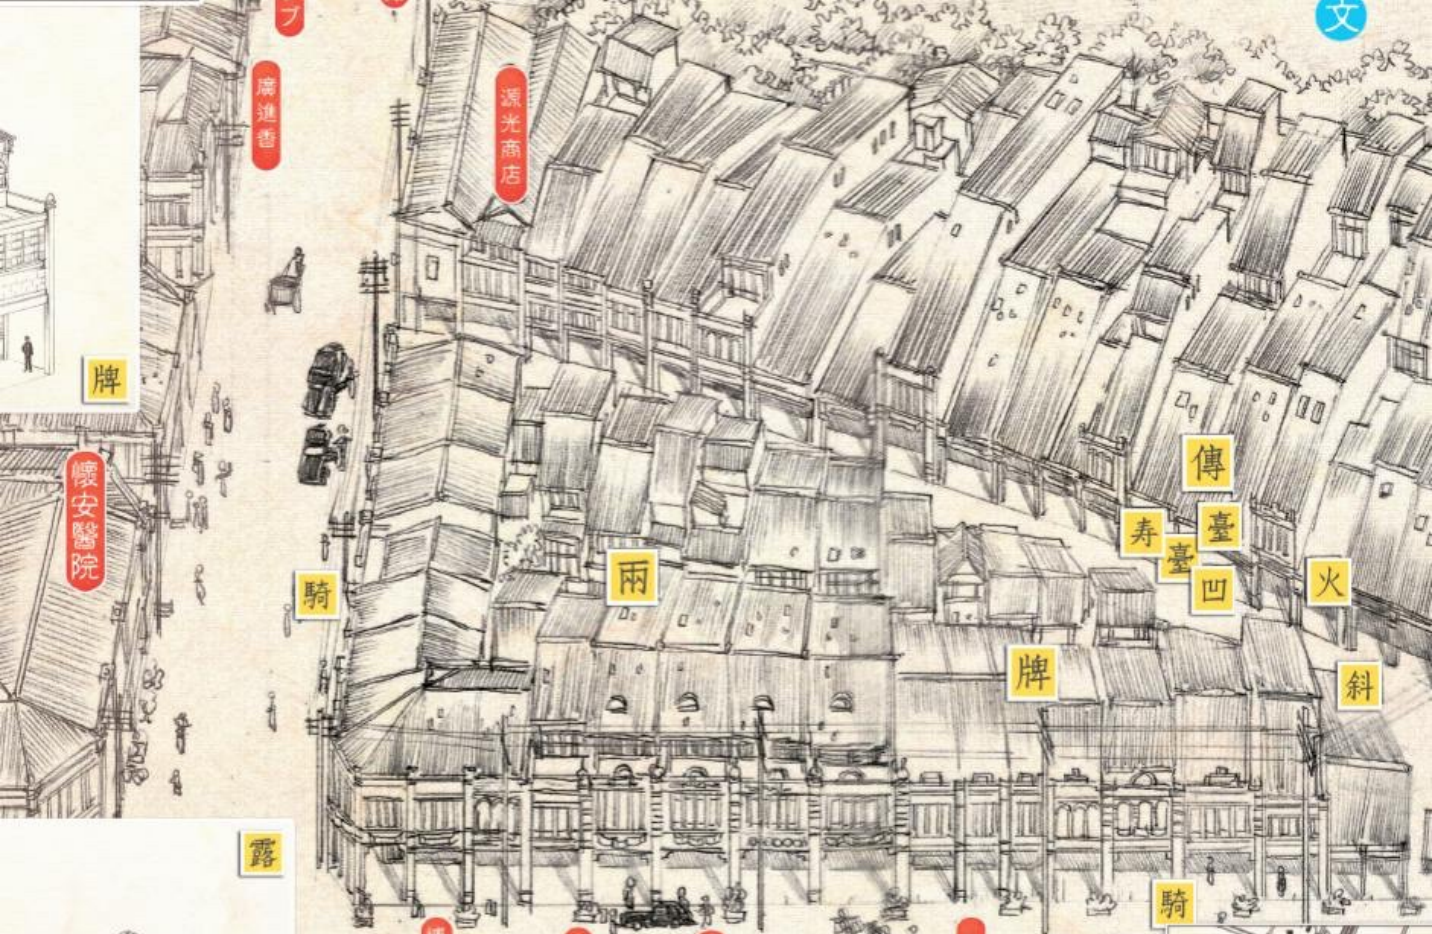 ブ
文
廣進香
源光商店
牌
傳
懷安醫院
寿
臺
臺
兩
騎
凹
火
牌
斜
露
騎